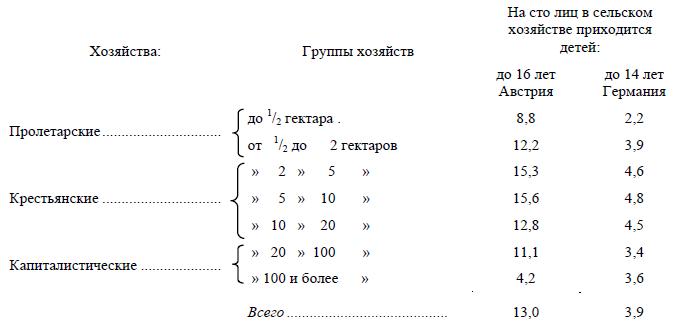 На сто лиц в сельском
хозяйстве приходится
детей:
Хозяйства: Группы хозяйств
до 16 лет до 14 лет
Австрия Германия
до 1/2 гектара . 8,8 2,2
Пролетарские
от 1/2 до 2 гектаров 12,2 3,9
» 2 » 5 » 15,3 4,6
Крестьянские » 5 » 10 » 15,6 4,8
» 10 » 20 » 12,8 4,5
» 20 » 100 » 11,1 3,4
Капиталистические
» 100 и более » 4,2 3,6
Всего 13,0 3,9